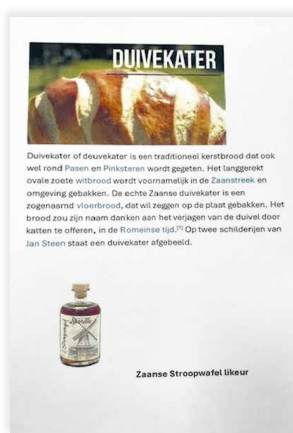 DUIVEKATER
Duivekater of deuvekater is een traditioneel kerstbrood dat ook
wel rond Pasen en Pinksteren wordt gegeten. Het langgerekt
ovale zoete witbrood wordt voornamelijk in de Zaanstreek en
omgeving gebakken. De echte Zaanse duivekater is een
zogenaamd vloerbrood, dat wil zeggen op de plaat gebakken. Het
brood zou zijn naam danken aan het verjagen van de duivel door
katten te offeren, in de Romeinse tijd.[7] Op twee schilderijen van
Jan Steen staat een duivekater afgebeeld.
Zaanse Stroopwafel likeur